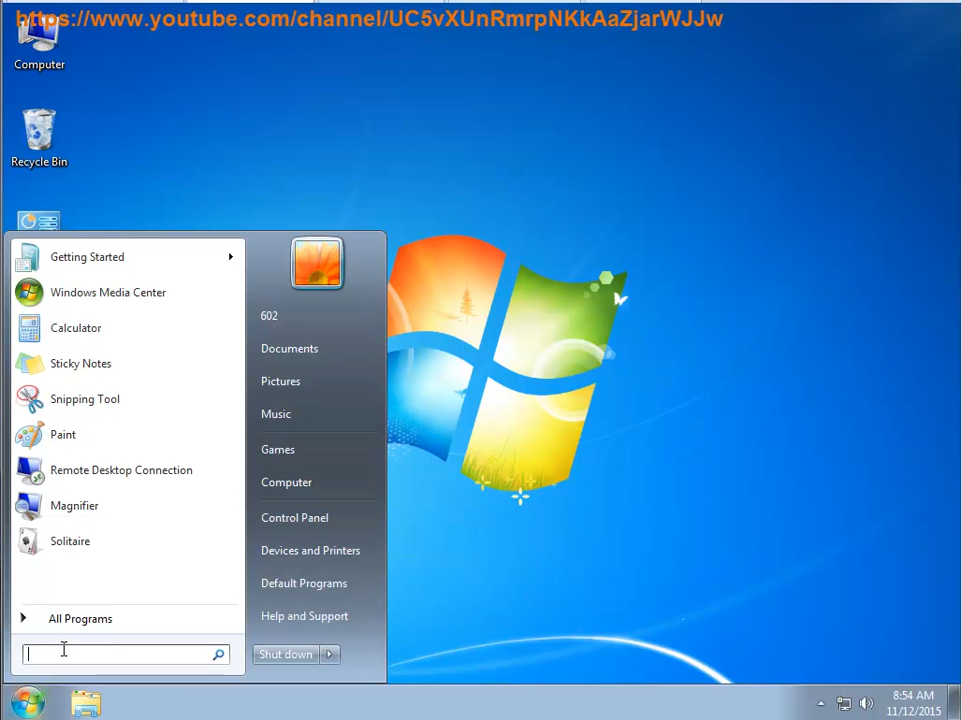 https://www.youtube.com/channel/UC5vXUnRmrpNKkAaZjarWJJw
Computer
Recycle Bin
Getting Started
Windows Media Center
Calculator
Sticky Notes
Snipping Tool
Paint
Remote Desktop Connection
Magnifier
Solitaire
All Programs
602
Documents
Pictures
Music
Games
Computer
Control Panel
Devices and Printers
Default Programs
Help and Support
Shut down
8:54 AM
11/12/2015